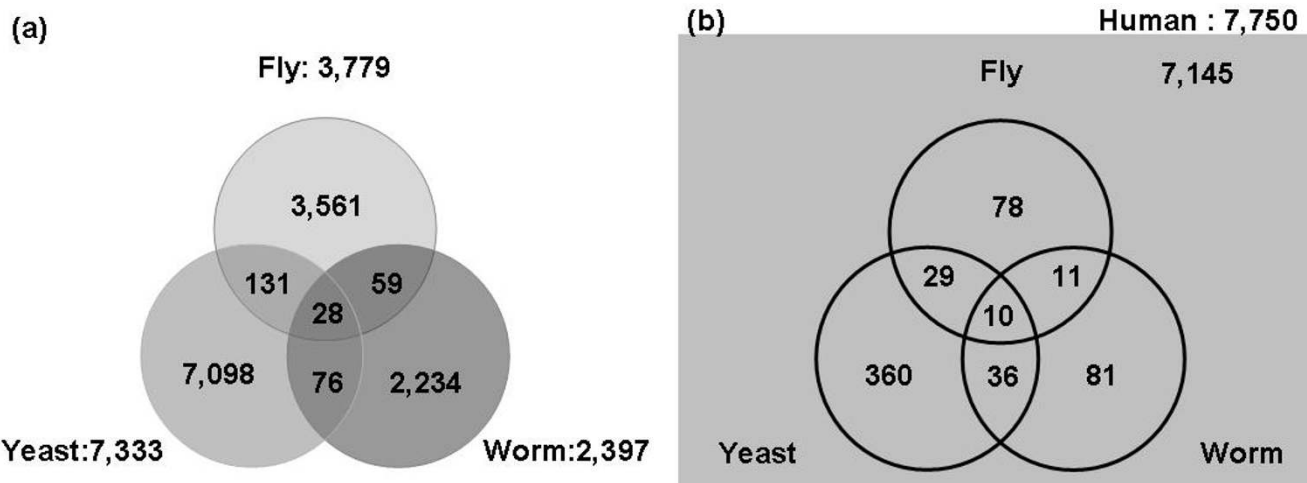 (a)
Fly: 3,779
3,561
131
59
28
7,098
76
2,234
Yeast:7,333
Worm:2,397
(b)
Human : 7,750
Fly
7,145
78
29
11
10
360
36
81
Yeast
Worm